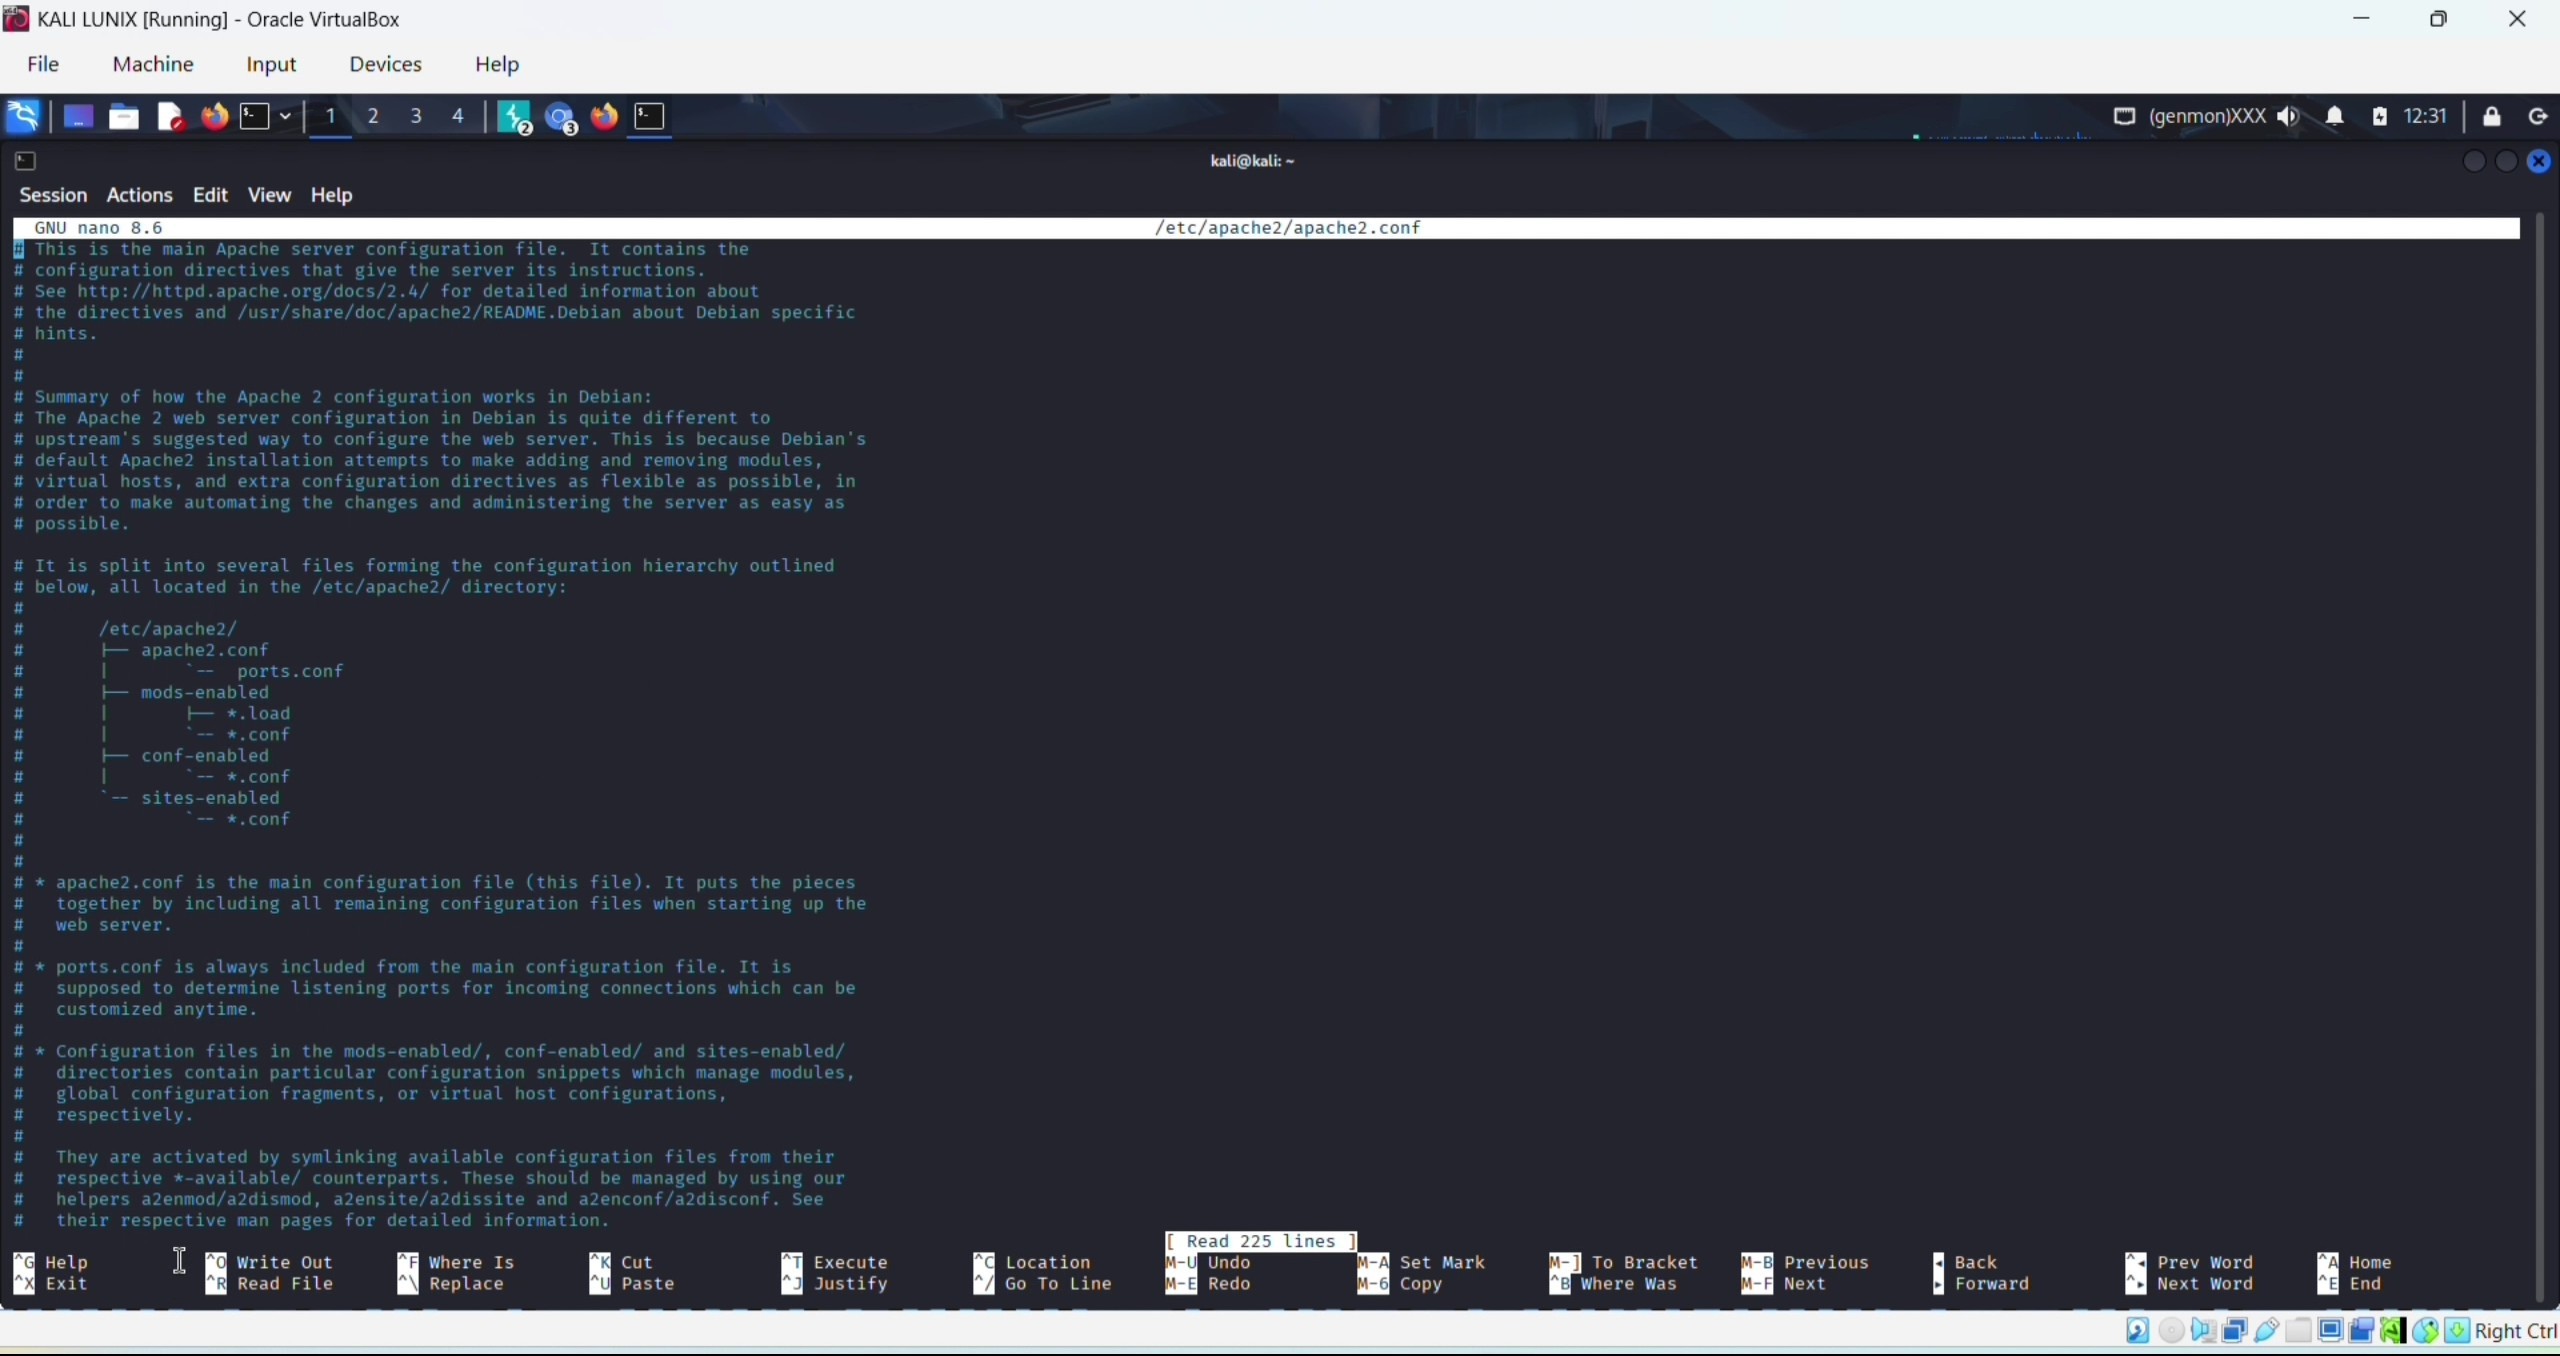 KALI LUNIX [Running] - Oracle VirtualBox
File Machine Input Devices Help
1 2 3 4 2 3 (genmon)XXX 12:31
kali@kali: ~
Session Actions Edit View Help
GNU nano 8.6 /etc/apache2/apache2.conf
# This is the main Apache server configuration file.  It contains the
# configuration directives that give the server its instructions.
# See http://httpd.apache.org/docs/2.4/ for detailed information about
# the directives and /usr/share/doc/apache2/README.Debian about Debian specific
# hints.
#
#
# Summary of how the Apache 2 configuration works in Debian:
# The Apache 2 web server configuration in Debian is quite different to
# upstream's suggested way to configure the web server. This is because Debian's
# default Apache2 installation attempts to make adding and removing modules,
# virtual hosts, and extra configuration directives as flexible as possible, in
# order to make automating the changes and administering the server as easy as
# possible.
# It is split into several files forming the configuration hierarchy outlined
# below, all located in the /etc/apache2/ directory:
#
#       /etc/apache2/
#       |-- apache2.conf
#       |       `--  ports.conf
#       |-- mods-enabled
#       |       |-- *.load
#       |       `-- *.conf
#       |-- conf-enabled
#       |       `-- *.conf
#       `-- sites-enabled
#               `-- *.conf
#
#
# * apache2.conf is the main configuration file (this file). It puts the pieces
#   together by including all remaining configuration files when starting up the
#   web server.
#
# * ports.conf is always included from the main configuration file. It is
#   supposed to determine listening ports for incoming connections which can be
#   customized anytime.
#
# * Configuration files in the mods-enabled/, conf-enabled/ and sites-enabled/
#   directories contain particular configuration snippets which manage modules,
#   global configuration fragments, or virtual host configurations,
#   respectively.
#
#   They are activated by symlinking available configuration files from their
#   respective *-available/ counterparts. These should be managed by using our
#   helpers a2enmod/a2dismod, a2ensite/a2dissite and a2enconf/a2disconf. See
#   their respective man pages for detailed information.
[ Read 225 lines ]
^G Help ^O Write Out ^F Where Is ^K Cut ^T Execute ^C Location M-U Undo M-A Set Mark M-] To Bracket M-B Previous ◂ Back ^◂ Prev Word ^A Home
^X Exit ^R Read File ^\ Replace ^U Paste ^J Justify ^/ Go To Line M-E Redo M-6 Copy ^B Where Was M-F Next ▸ Forward ^▸ Next Word ^E End
Right Ctrl